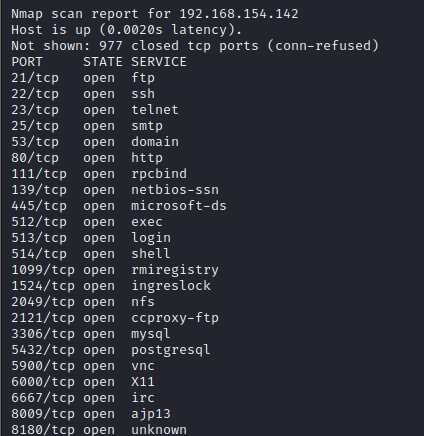 Nmap scan report for 192.168.154.142
Host is up (0.0020s latency).
Not shown: 977 closed tcp ports (conn-refused)
PORT     STATE SERVICE
21/tcp   open  ftp
22/tcp   open  ssh
23/tcp   open  telnet
25/tcp   open  smtp
53/tcp   open  domain
80/tcp   open  http
111/tcp  open  rpcbind
139/tcp  open  netbios-ssn
445/tcp  open  microsoft-ds
512/tcp  open  exec
513/tcp  open  login
514/tcp  open  shell
1099/tcp open  rmiregistry
1524/tcp open  ingreslock
2049/tcp open  nfs
2121/tcp open  ccproxy-ftp
3306/tcp open  mysql
5432/tcp open  postgresql
5900/tcp open  vnc
6000/tcp open  X11
6667/tcp open  irc
8009/tcp open  ajp13
8180/tcp open  unknown